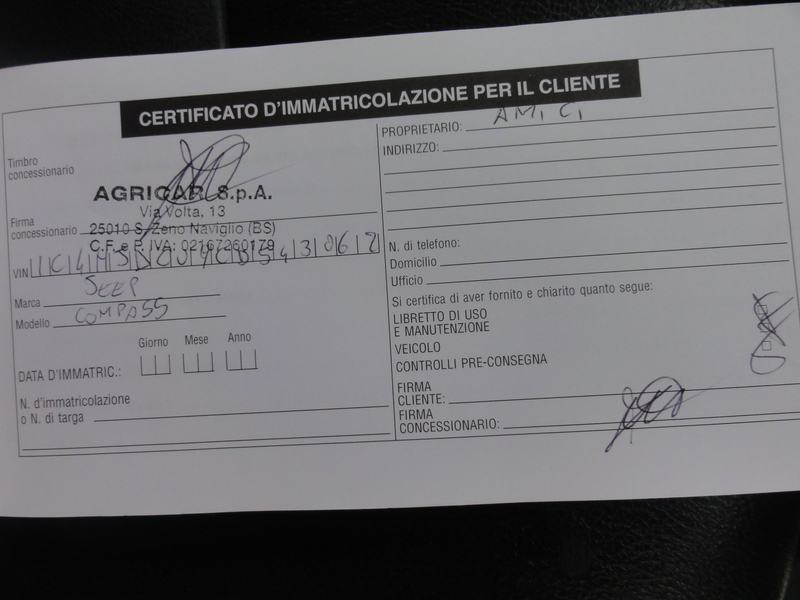 CERTIFICATO D'IMMATRICOLAZIONE PER IL CLIENTE
Timbro
concessionario
AGRICAR S.p.A.
Via Volta, 13
25010 S. Zeno Naviglio (BS)
C.F. e P. IVA: 02167260179
Firma
concessionario
VIN
Marca JEEP
Modello COMPASS
Giorno Mese Anno
DATA D'IMMATRIC.:
N. d'immatricolazione
o N. di targa
PROPRIETARIO: AMICI
INDIRIZZO:
N. di telefono:
Domicilio
Ufficio
Si certifica di aver fornito e chiarito quanto segue:
LIBRETTO DI USO
E MANUTENZIONE
VEICOLO
CONTROLLI PRE-CONSEGNA
FIRMA
CLIENTE:
FIRMA
CONCESSIONARIO: